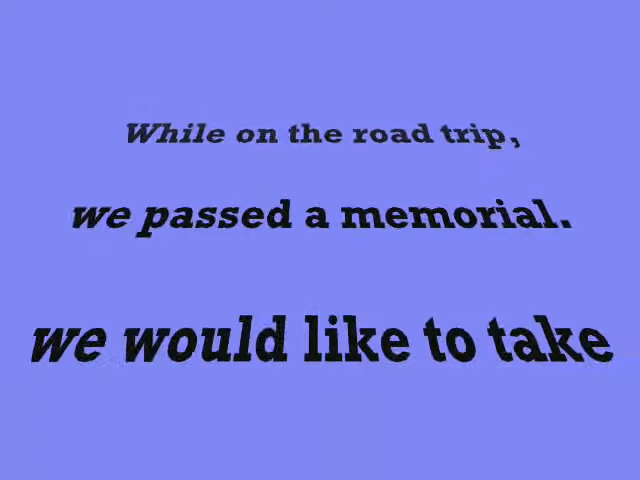 While on the road trip,
we passed a memorial.
we would like to take